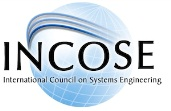 INCOSE
International Council on Systems Engineering